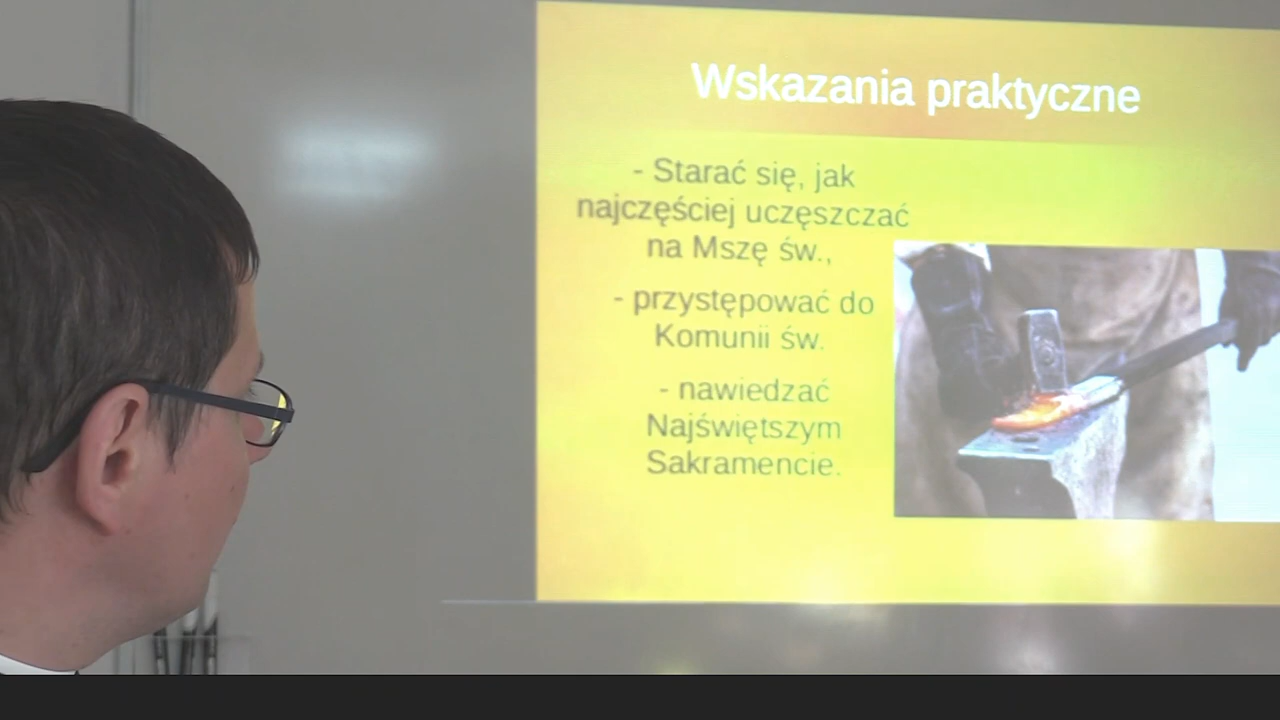 Wskazania praktyczne
- Starać się, jak
najczęściej uczęszczać
na Mszę św.,
- przystępować do
Komunii św.
- nawiedzać
Najświętszym
Sakramencie.